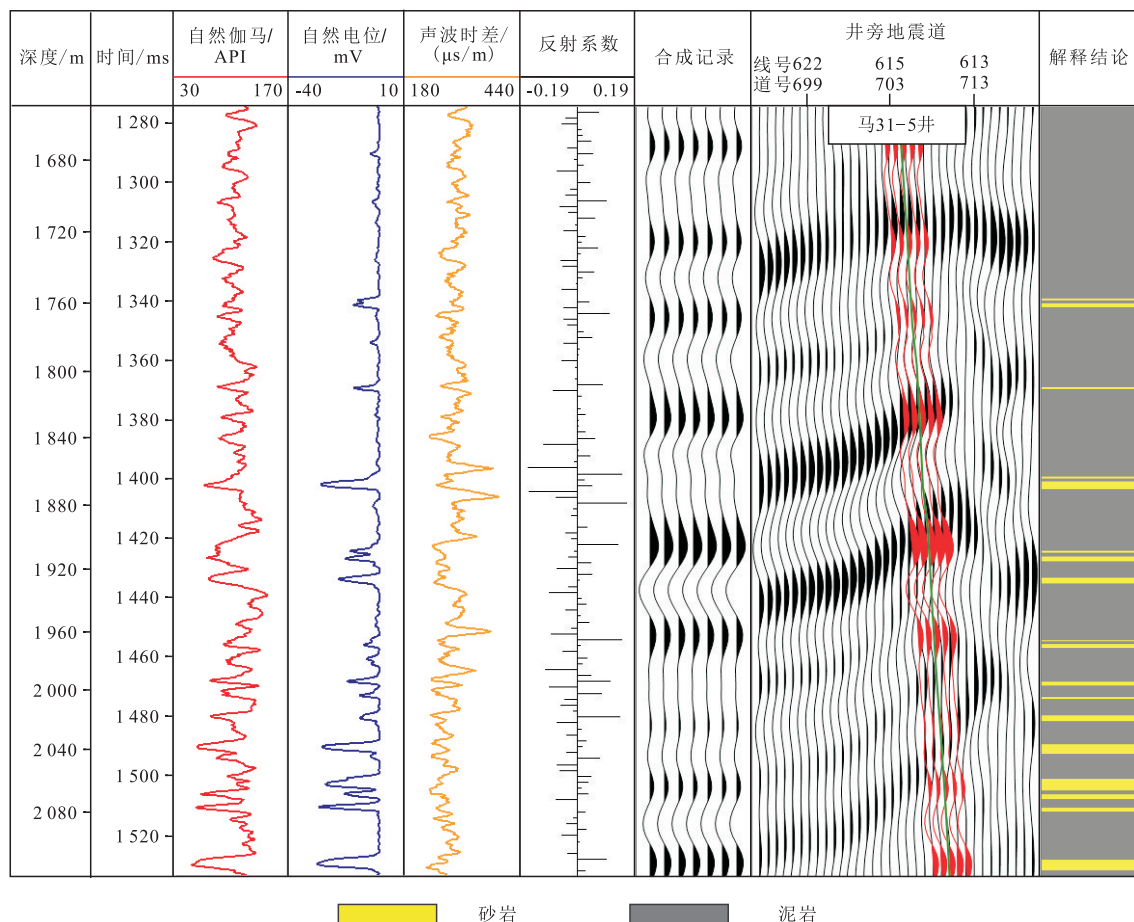 深度/m
时间/ms
自然伽马/
API
30 170
自然电位/
mV
-40 10
声波时差/
(μs/m)
180 440
反射系数
-0.19 0.19
合成记录
井旁地震道
线号622 615 613
道号699 703 713
解释结论
马31-5井
1 680
1 720
1 760
1 800
1 840
1 880
1 920
1 960
2 000
2 040
2 080
1 280
1 300
1 320
1 340
1 360
1 380
1 400
1 420
1 440
1 460
1 480
1 500
1 520
砂岩
泥岩